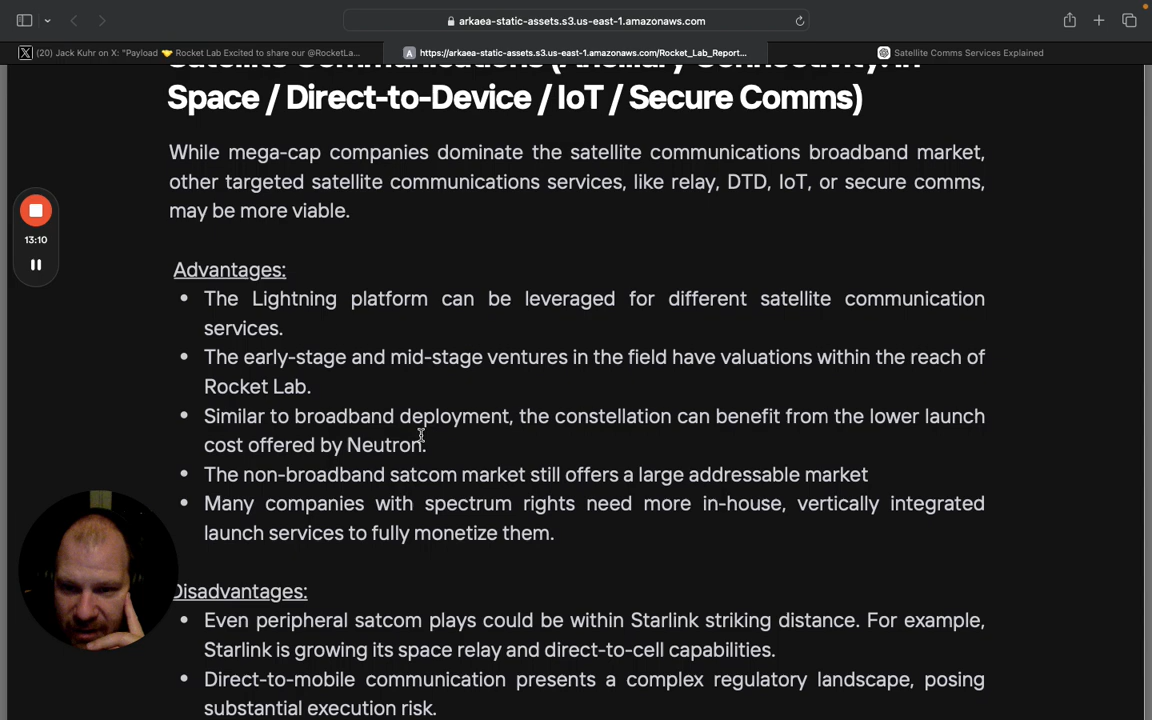 arkaea-static-assets.s3.us-east-1.amazonaws.com
(20) Jack Kuhr on X: "Payload 🤝 Rocket Lab Excited to share our @RocketLa...
A https://arkaea-static-assets.s3.us-east-1.amazonaws.com/Rocket_Lab_Report...
Satellite Comms Services Explained
Satellite Communications (Ancillary Connectivity: In-
Space / Direct-to-Device / IoT / Secure Comms)
While mega-cap companies dominate the satellite communications broadband market,
other targeted satellite communications services, like relay, DTD, IoT, or secure comms,
may be more viable.
13:10
Advantages:
• The Lightning platform can be leveraged for different satellite communication
services.
• The early-stage and mid-stage ventures in the field have valuations within the reach of
Rocket Lab.
• Similar to broadband deployment, the constellation can benefit from the lower launch
cost offered by Neutron.
• The non-broadband satcom market still offers a large addressable market
• Many companies with spectrum rights need more in-house, vertically integrated
launch services to fully monetize them.
Disadvantages:
• Even peripheral satcom plays could be within Starlink striking distance. For example,
Starlink is growing its space relay and direct-to-cell capabilities.
• Direct-to-mobile communication presents a complex regulatory landscape, posing
substantial execution risk.